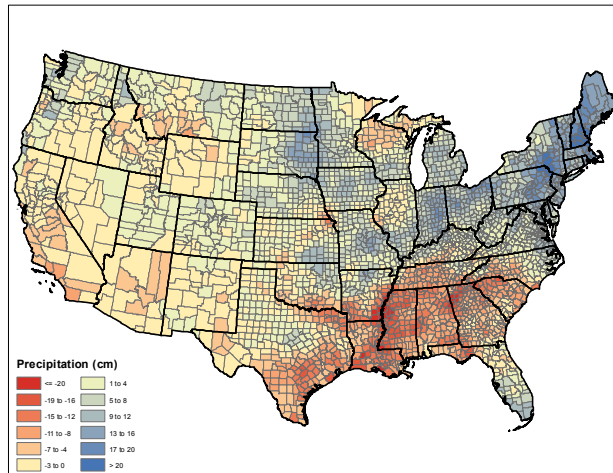 Precipitation (cm)
<= -20
-19 to -16
-15 to -12
-11 to -8
-7 to -4
-3 to 0
1 to 4
5 to 8
9 to 12
13 to 16
17 to 20
> 20